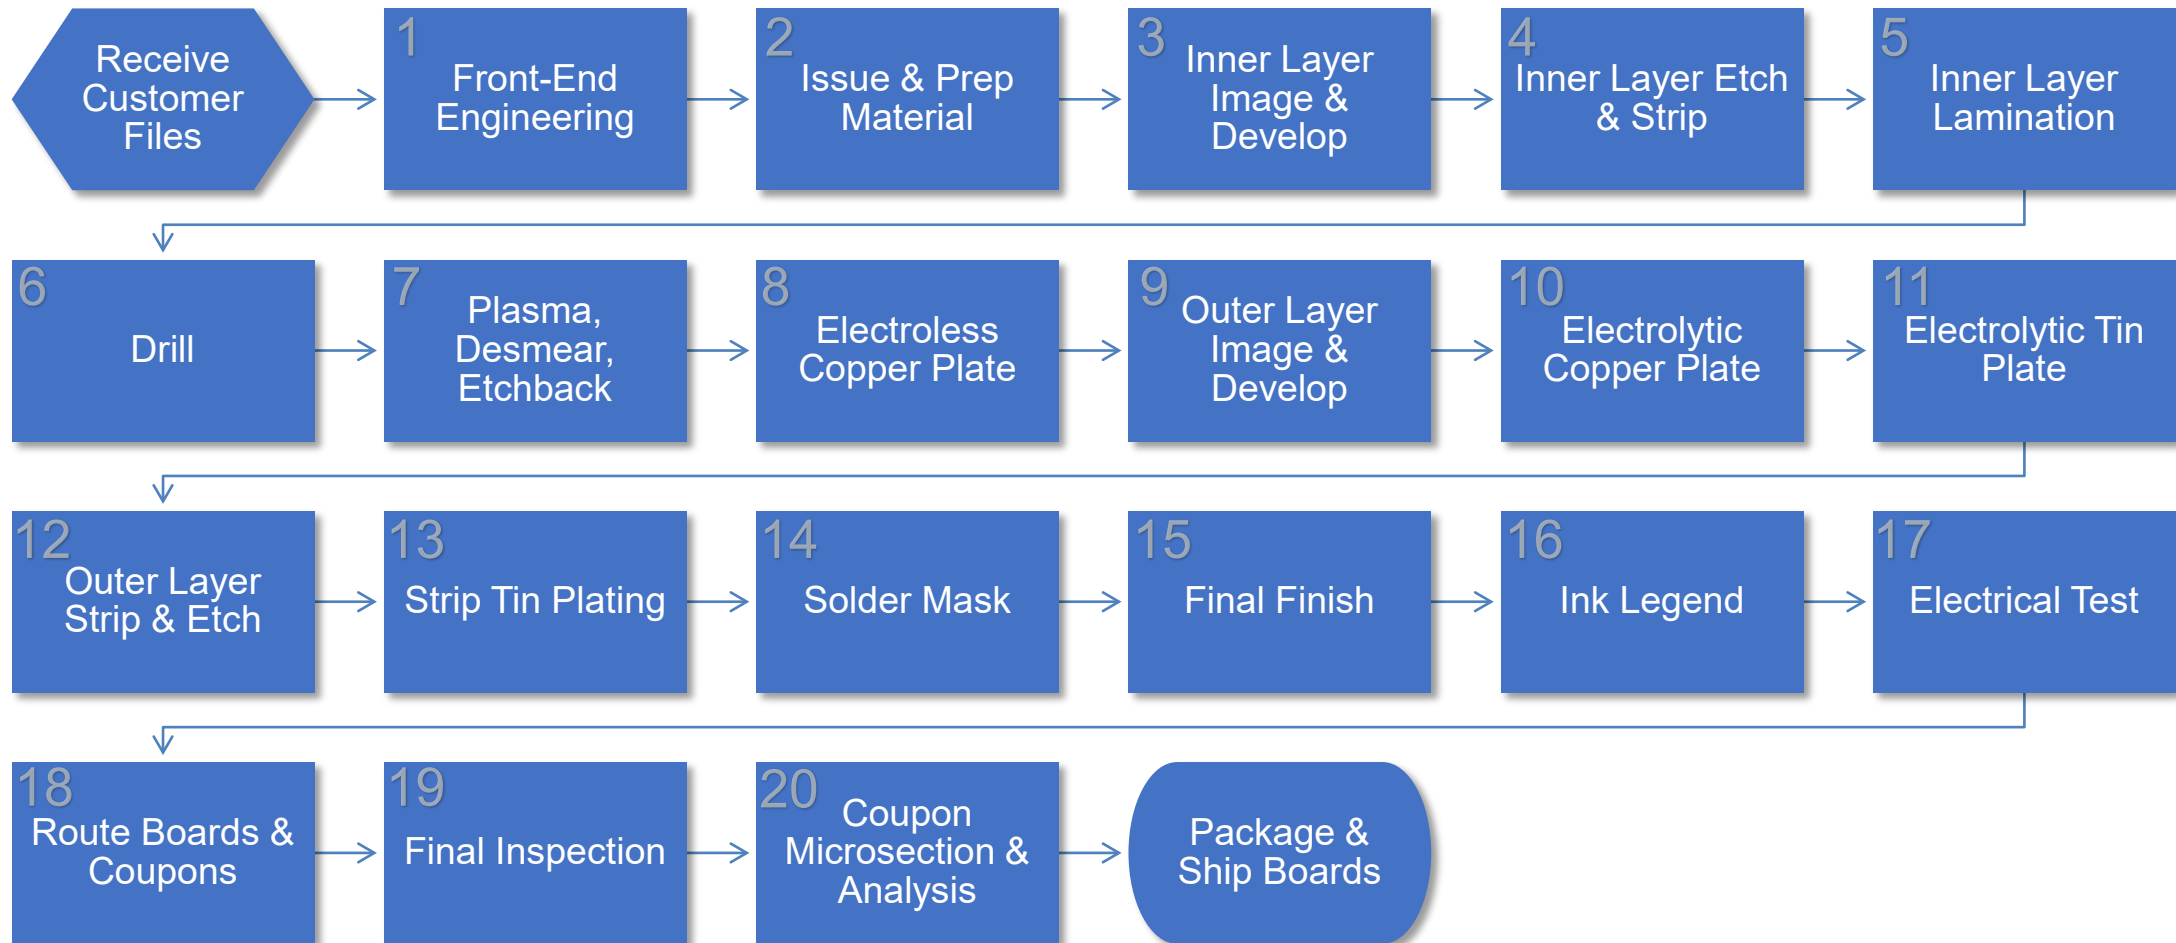 Receive
Customer
Files
1
Front-End
Engineering
2
Issue & Prep
Material
3
Inner Layer
Image &
Develop
4
Inner Layer Etch
& Strip
5
Inner Layer
Lamination
6
Drill
7
Plasma,
Desmear,
Etchback
8
Electroless
Copper Plate
9
Outer Layer
Image &
Develop
10
Electrolytic
Copper Plate
11
Electrolytic Tin
Plate
12
Outer Layer
Strip & Etch
13
Strip Tin Plating
14
Solder Mask
15
Final Finish
16
Ink Legend
17
Electrical Test
18
Route Boards &
Coupons
19
Final Inspection
20
Coupon
Microsection &
Analysis
Package &
Ship Boards